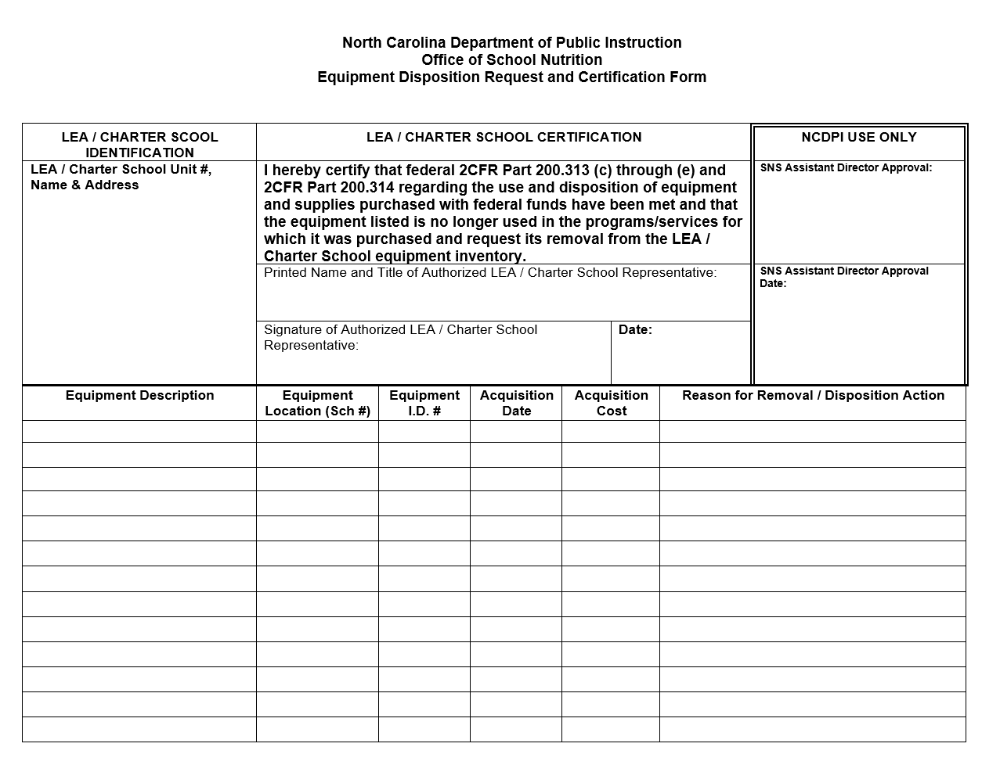 North Carolina Department of Public Instruction
Office of School Nutrition
Equipment Disposition Request and Certification Form
LEA / CHARTER SCOOL
IDENTIFICATION
LEA / CHARTER SCHOOL CERTIFICATION
NCDPI USE ONLY
LEA / Charter School Unit #,
Name & Address
I hereby certify that federal 2CFR Part 200.313 (c) through (e) and
2CFR Part 200.314 regarding the use and disposition of equipment
and supplies purchased with federal funds have been met and that
the equipment listed is no longer used in the programs/services for
which it was purchased and request its removal from the LEA /
Charter School equipment inventory.
SNS Assistant Director Approval:
Printed Name and Title of Authorized LEA / Charter School Representative:
SNS Assistant Director Approval
Date:
Signature of Authorized LEA / Charter School
Representative:
Date:
Equipment Description
Equipment
Location (Sch #)
Equipment
I.D. #
Acquisition
Date
Acquisition
Cost
Reason for Removal / Disposition Action